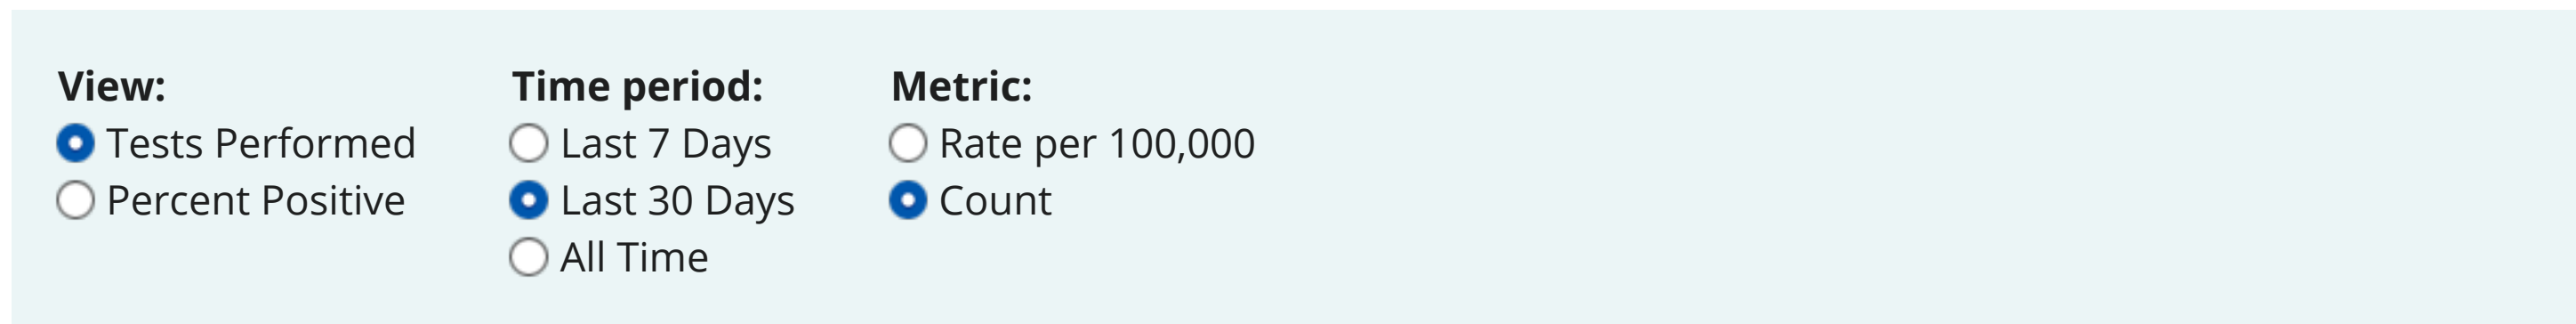 View:
Tests Performed
Percent Positive
Time period:
Last 7 Days
Last 30 Days
All Time
Metric:
Rate per 100,000
Count